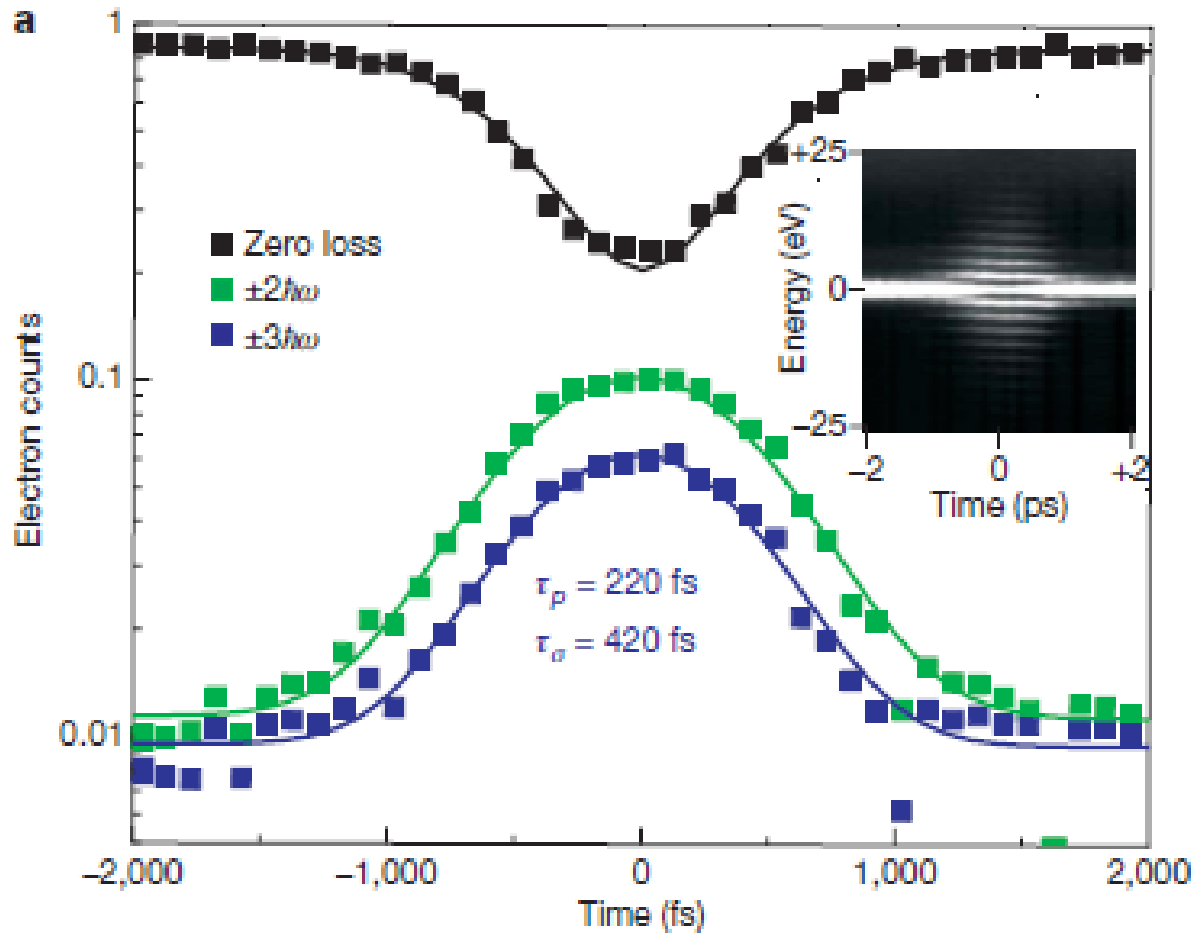 a
1
0.1
0.01
Electron counts
Zero loss
±2ħω
±3ħω
τp = 220 fs
τσ = 420 fs
-2,000
-1,000
0
1,000
2,000
Time (fs)
+25
0
-25
Energy (eV)
-2
0
+2
Time (ps)